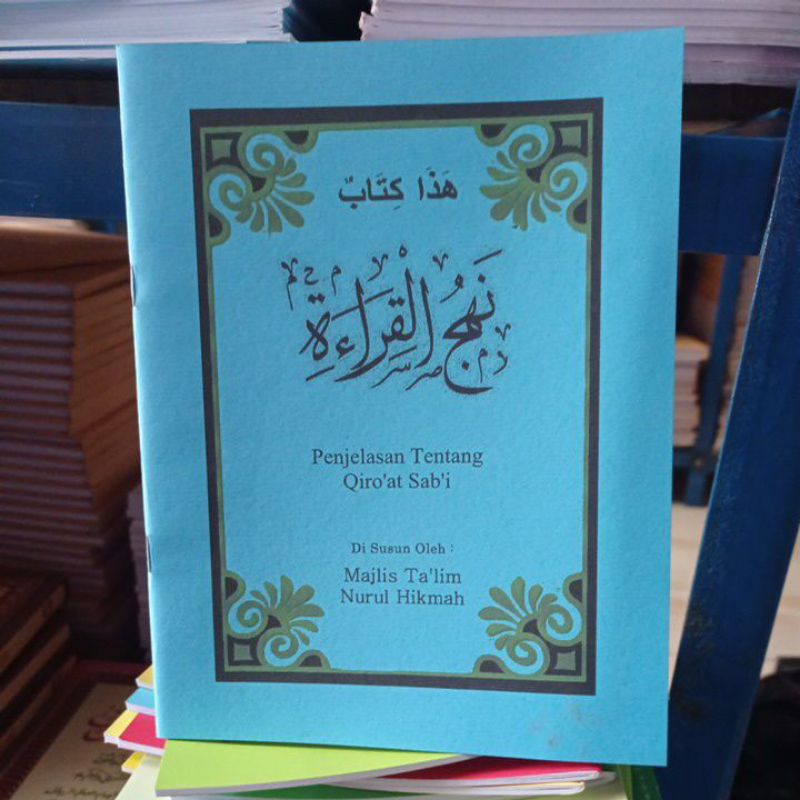 هَذَا كِتَابٌ
نَهْجُ الْقِرَاءَةِ
Penjelasan Tentang
Qiro'at Sab'i
Di Susun Oleh :
Majlis Ta'lim
Nurul Hikmah